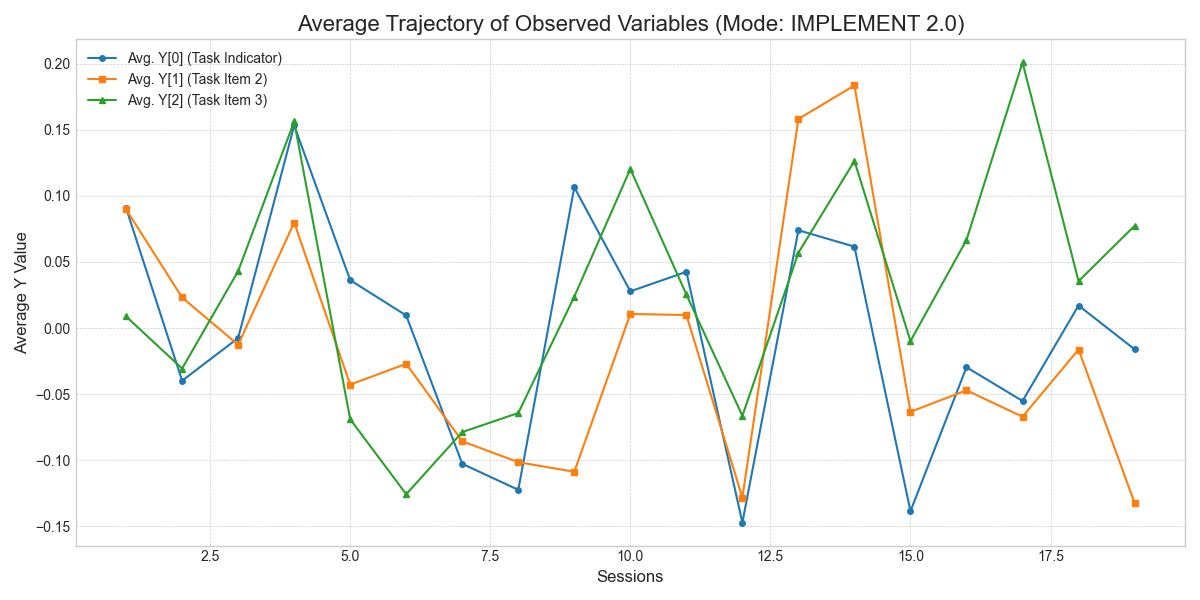 Average Trajectory of Observed Variables (Mode: IMPLEMENT 2.0)
Avg. Y[0] (Task Indicator)
Avg. Y[1] (Task Item 2)
Avg. Y[2] (Task Item 3)
Average Y Value
0.20
0.15
0.10
0.05
0.00
−0.05
−0.10
−0.15
2.5 5.0 7.5 10.0 12.5 15.0 17.5
Sessions